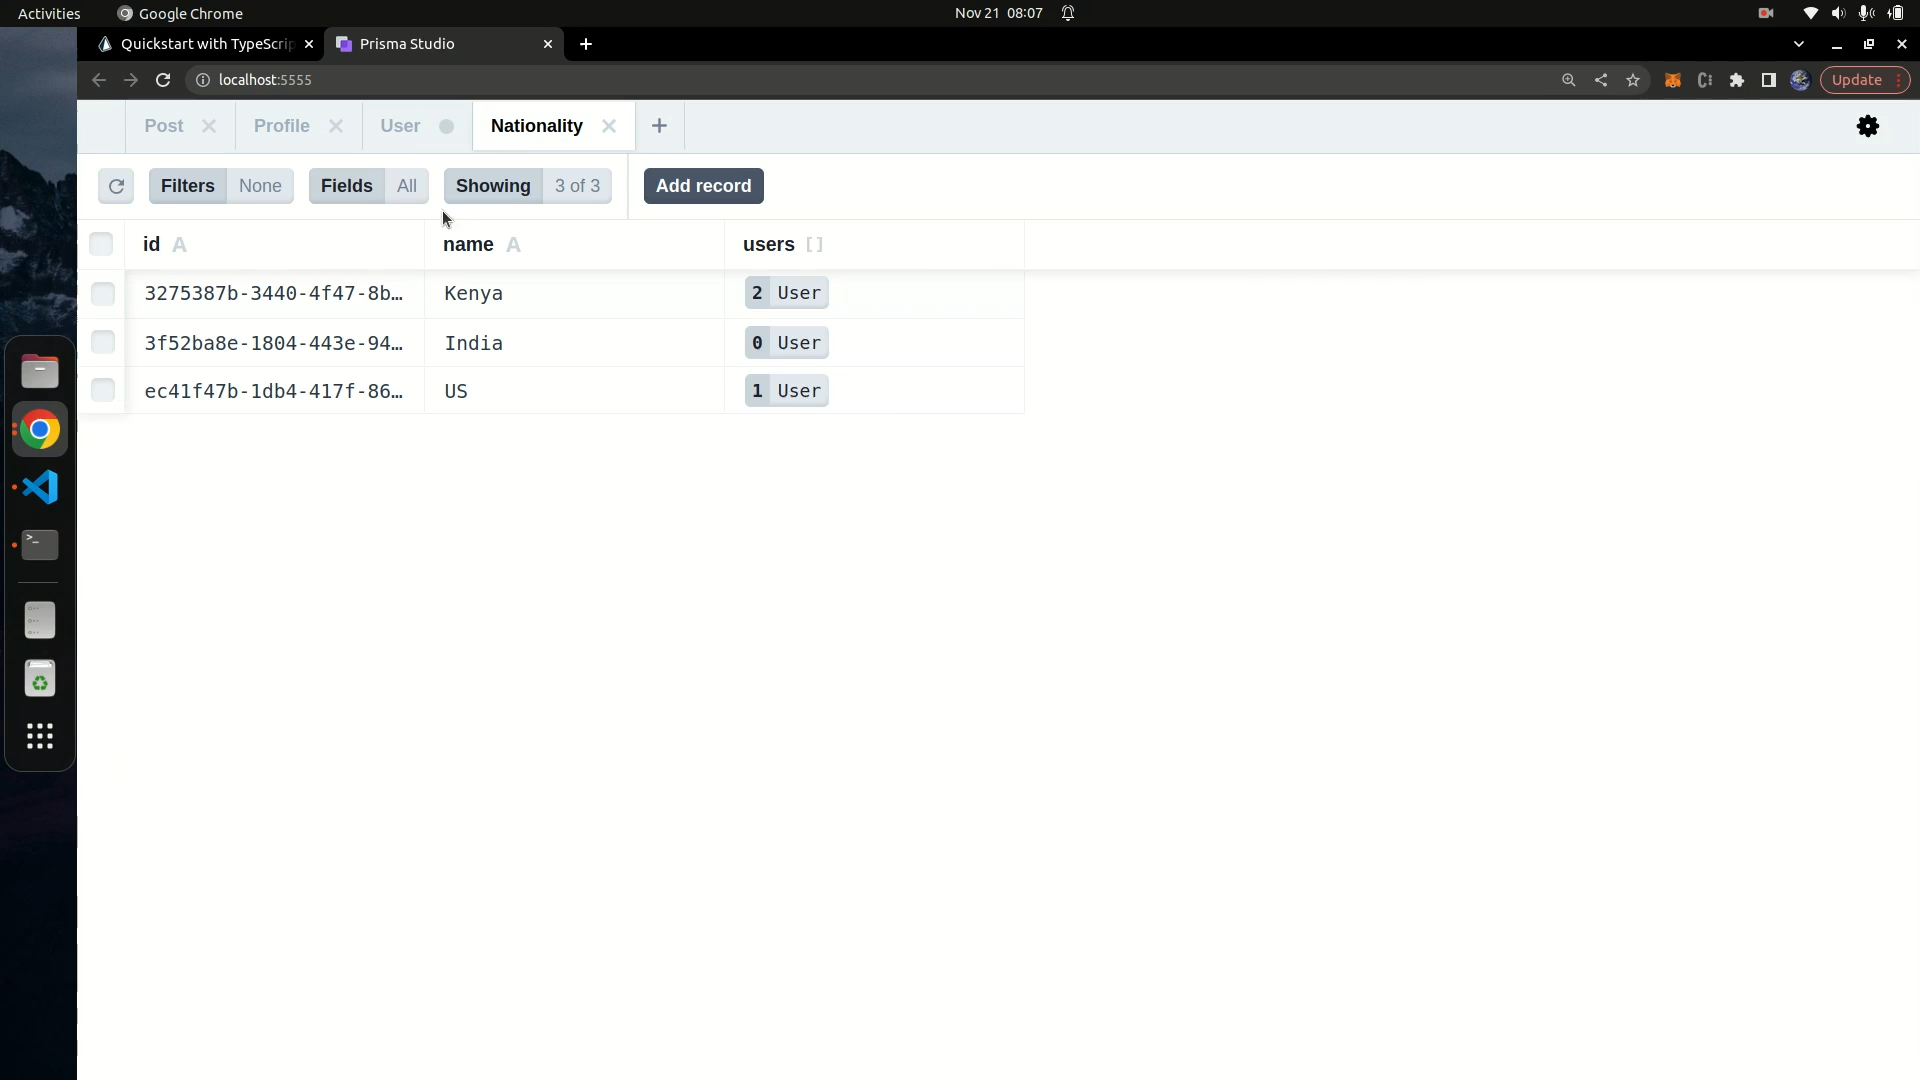 Activities Google Chrome Nov 21 08:07
Quickstart with TypeScrip Prisma Studio
localhost:5555 Update
Post Profile User Nationality
Filters None Fields All Showing 3 of 3 Add record
id A name A users []
3275387b-3440-4f47-8b… Kenya 2 User
3f52ba8e-1804-443e-94… India 0 User
ec41f47b-1db4-417f-86… US 1 User